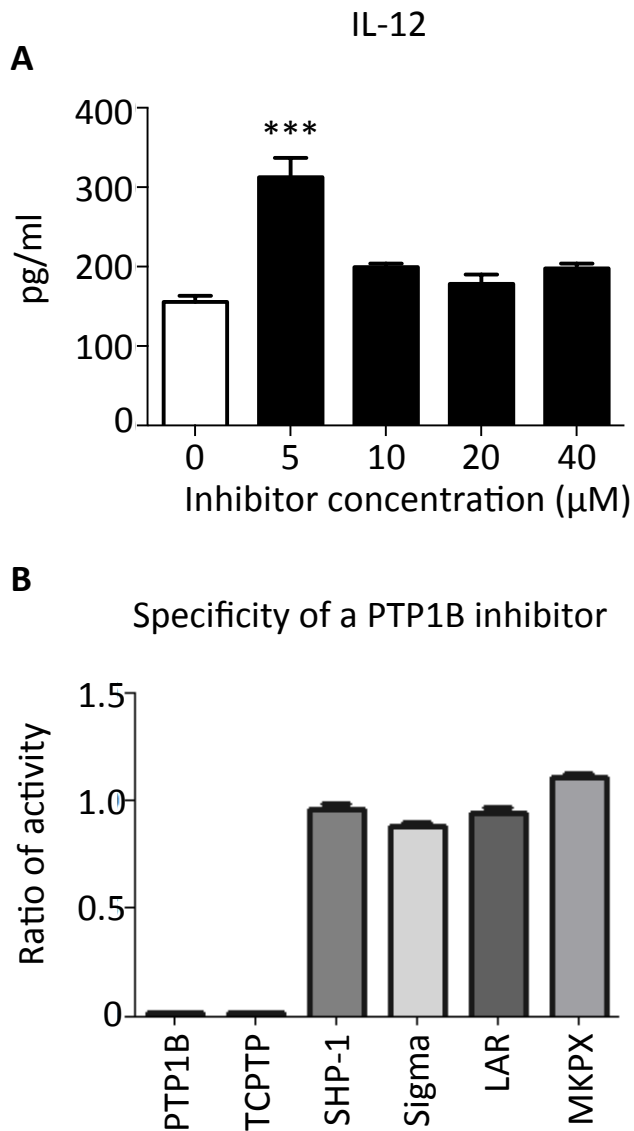 IL-12
A
400
***
300
pg/ml
200
100
0
0 5 10 20 40
Inhibitor concentration (μM)
B
Specificity of a PTP1B inhibitor
1.5
Ratio of activity
1.0
0.5
0
PTP1B TCPTP SHP-1 Sigma LAR MKPX